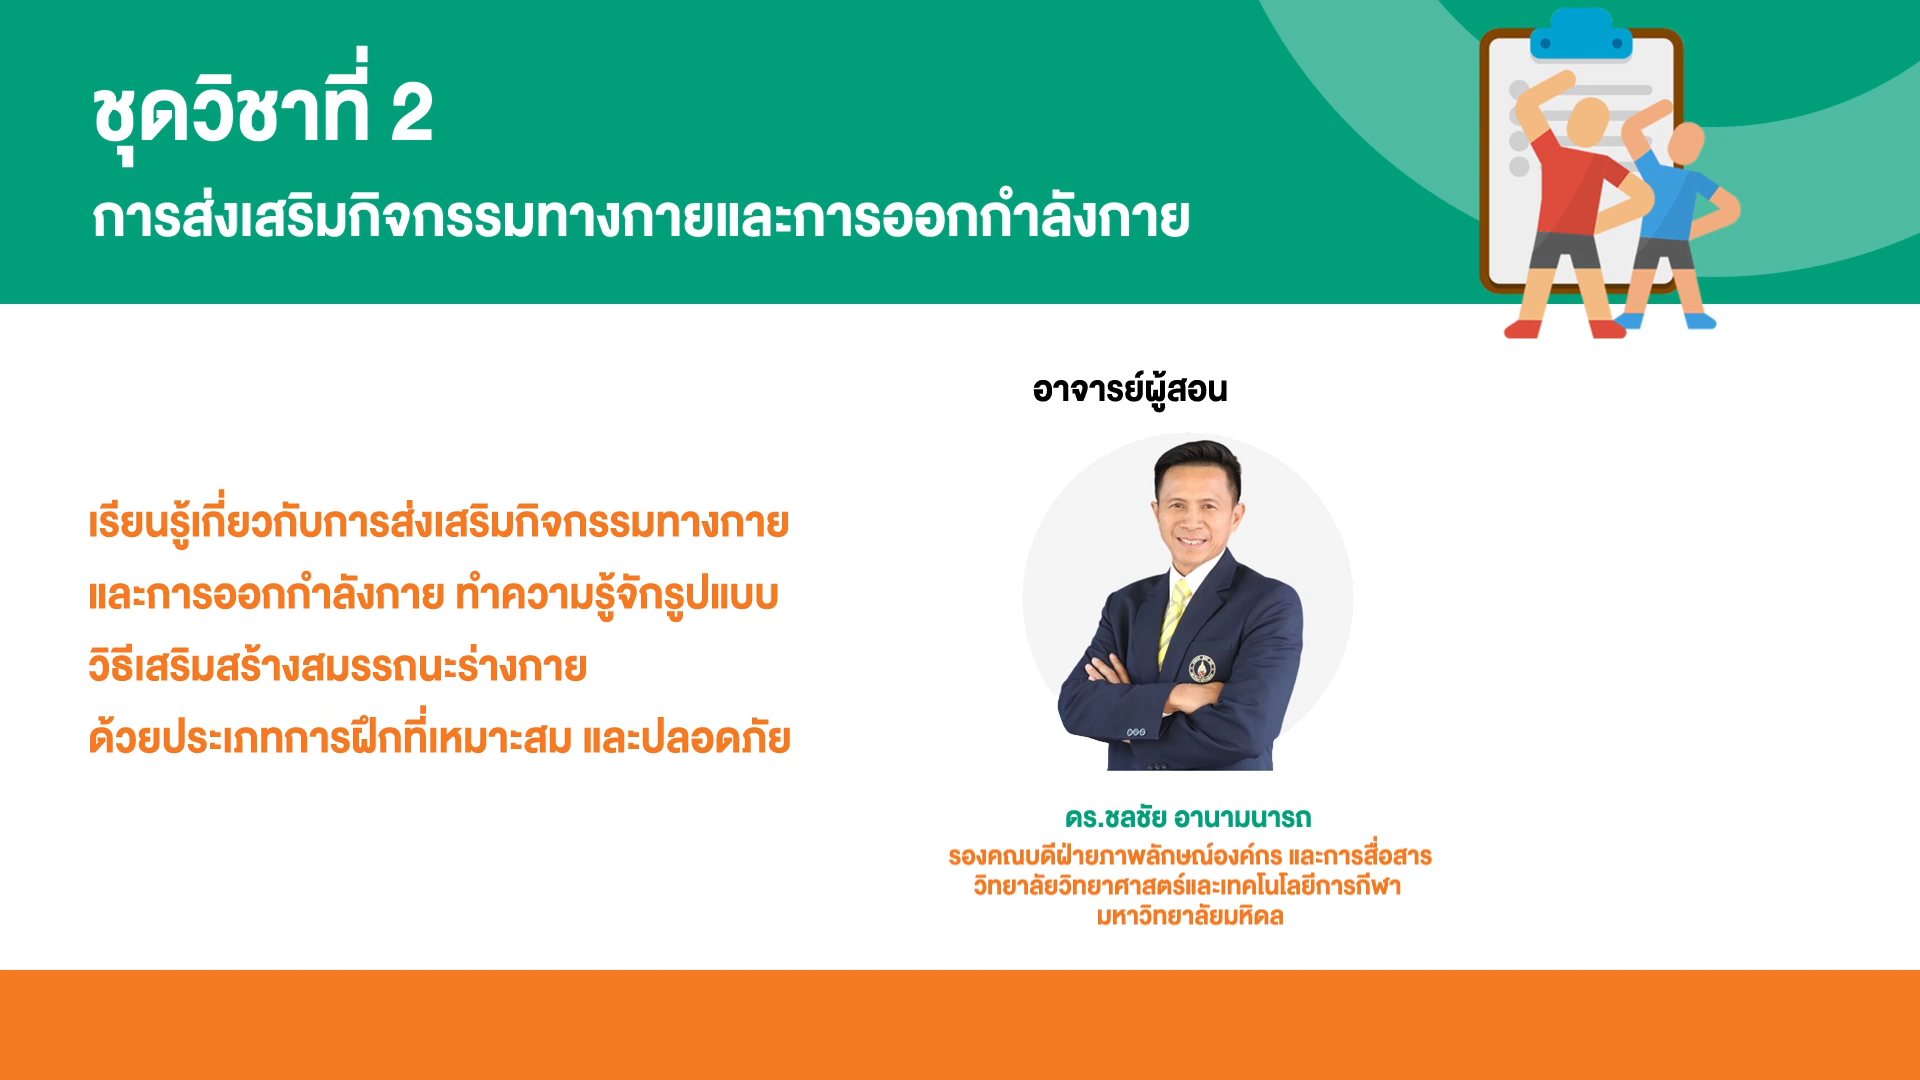 ชุดวิชาที่ 2
การส่งเสริมกิจกรรมทางกายและการออกกำลังกาย
อาจารย์ผู้สอน
เรียนรู้เกี่ยวกับการส่งเสริมกิจกรรมทางกาย
และการออกกำลังกาย ทำความรู้จักรูปแบบ
วิธีเสริมสร้างสมรรถนะร่างกาย
ด้วยประเภทการฝึกที่เหมาะสม และปลอดภัย
ดร.ชลชัย อานามนารถ
รองคณบดีฝ่ายภาพลักษณ์องค์กร และการสื่อสาร
วิทยาลัยวิทยาศาสตร์และเทคโนโลยีการกีฬา
มหาวิทยาลัยมหิดล